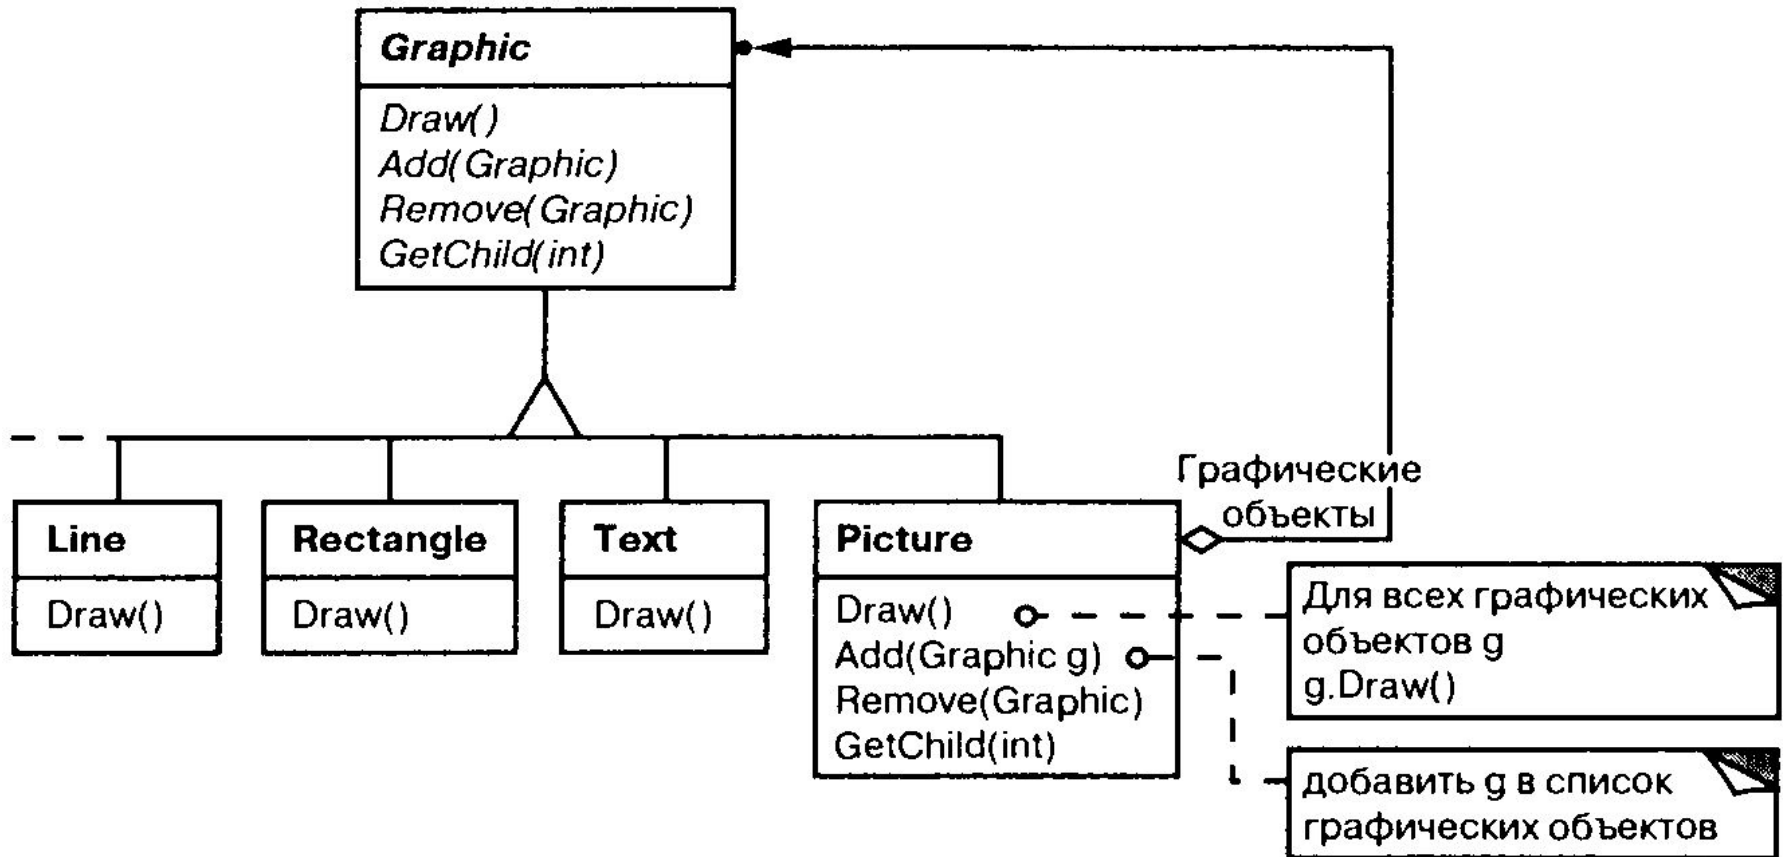 Graphic
Draw()
Add(Graphic)
Remove(Graphic)
GetChild(int)
Графические
объекты
Line
Draw()
Rectangle
Draw()
Text
Draw()
Picture
Draw()
Add(Graphic g)
Remove(Graphic)
GetChild(int)
Для всех графических
объектов g
g.Draw()
добавить g в список
графических объектов